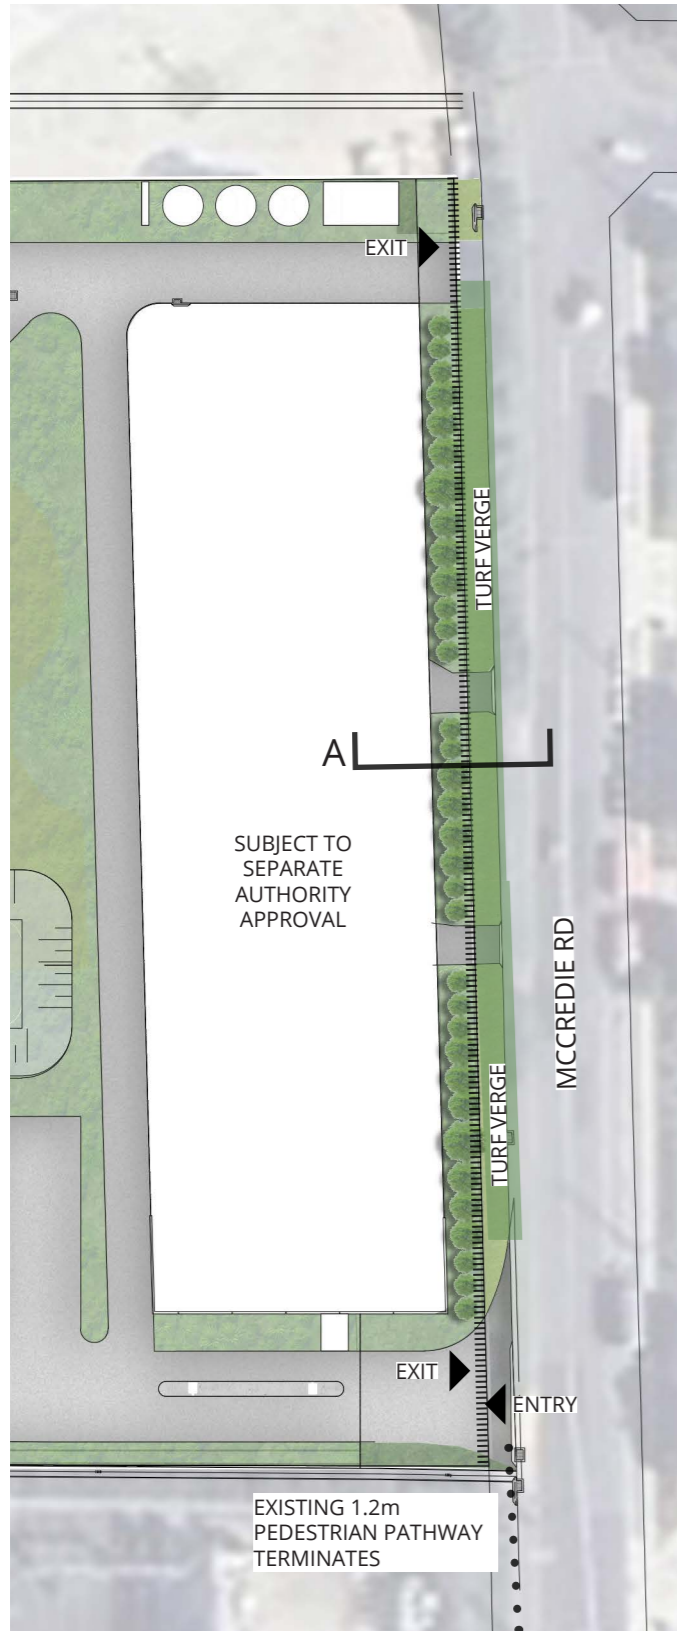 EXIT
TURF VERGE
A
SUBJECT TO
SEPARATE
AUTHORITY
APPROVAL
MCCREDIE RD
TURF VERGE
EXIT
ENTRY
EXISTING 1.2m
PEDESTRIAN PATHWAY
TERMINATES